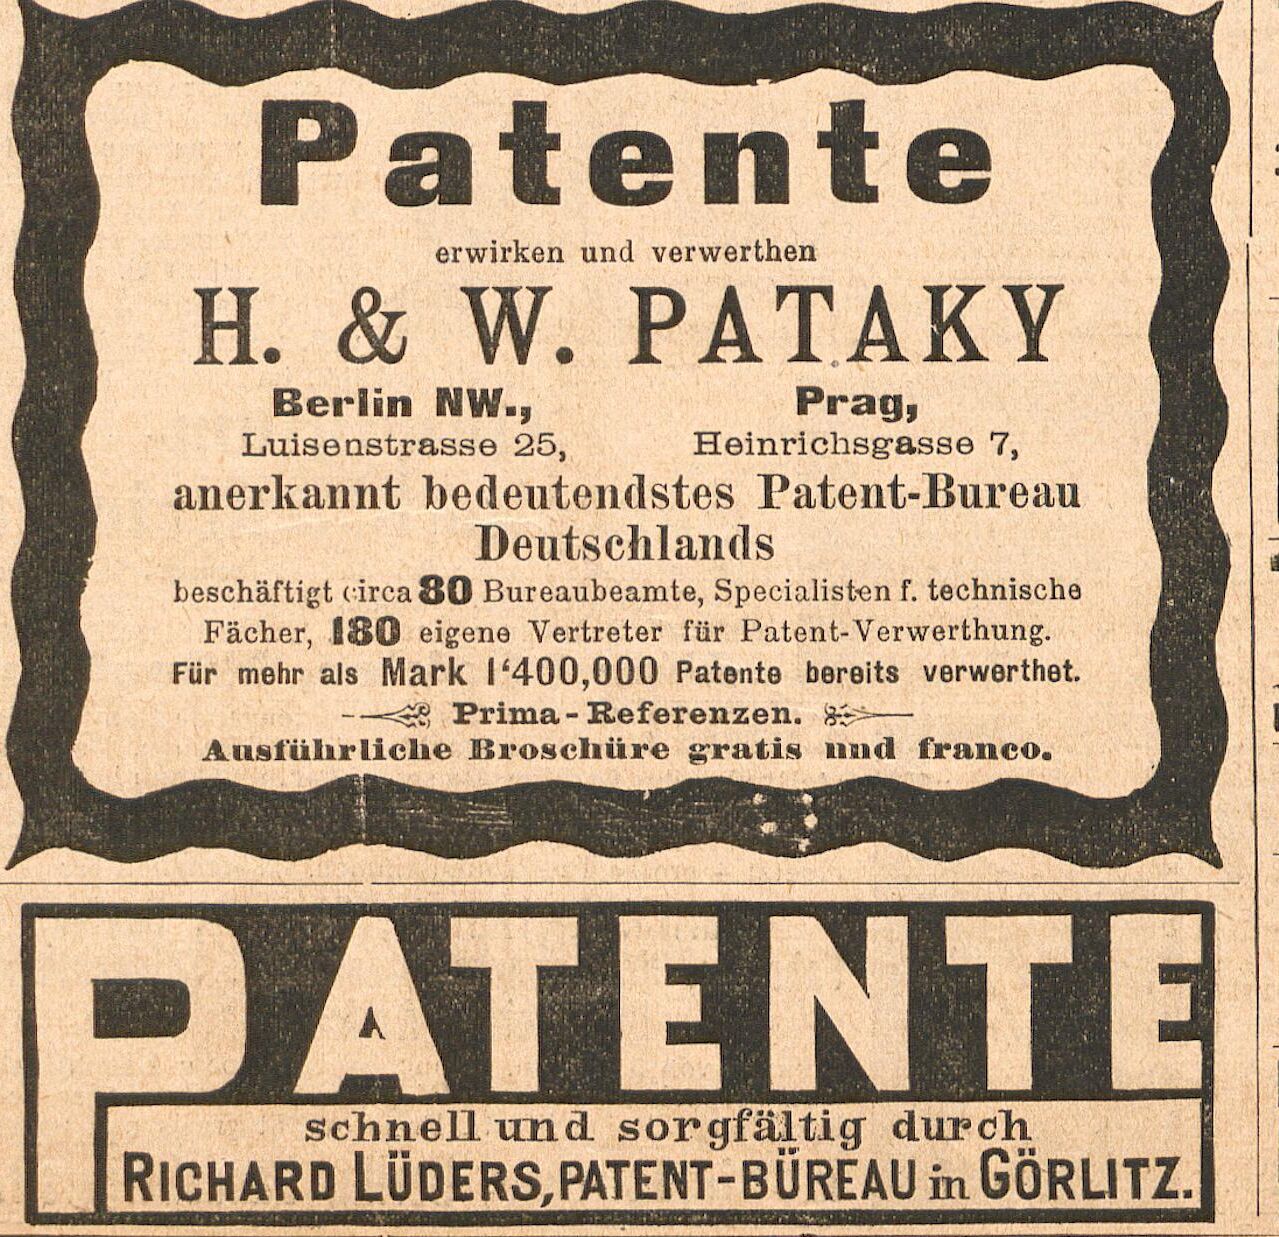 Patente
erwirken und verwerthen
H. & W. PATAKY
Berlin NW., Prag,
Luisenstrasse 25, Heinrichsgasse 7,
anerkannt bedeutendstes Patent-Bureau
Deutschlands
beschäftigt circa 80 Bureaubeamte, Specialisten f. technische
Fächer, 180 eigene Vertreter für Patent-Verwerthung.
Für mehr als Mark 1'400,000 Patente bereits verwerthet.
Prima-Referenzen.
Ausführliche Broschüre gratis und franco.
PATENTE
schnell und sorgfältig durch
RICHARD LÜDERS, PATENT-BÜREAU in GÖRLITZ.